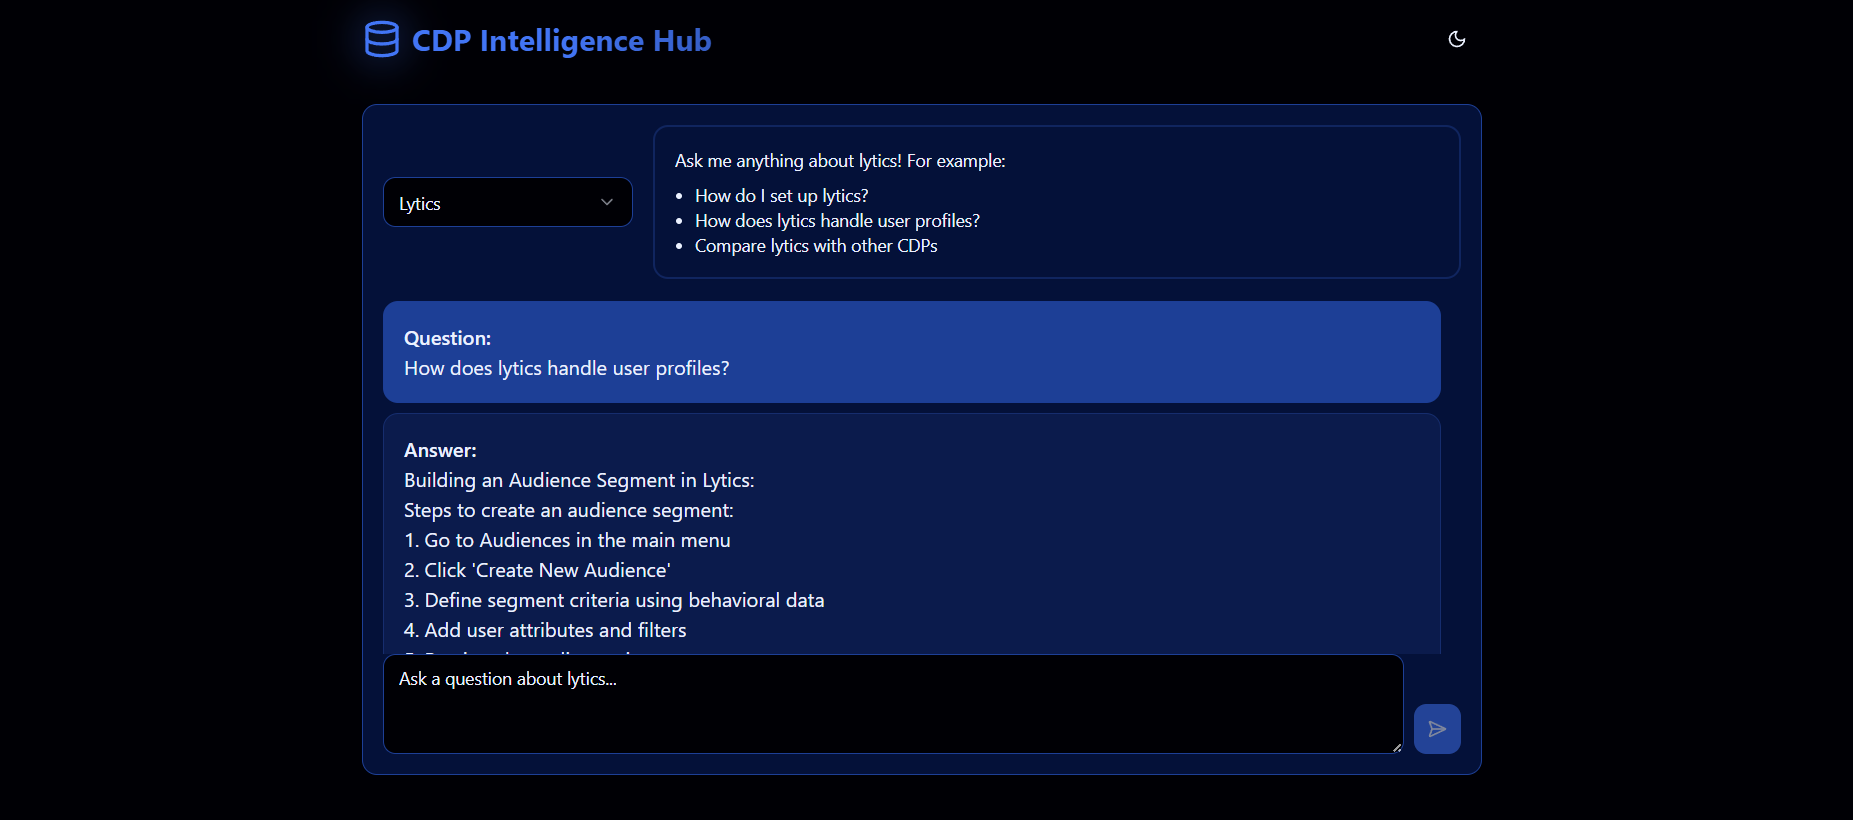 CDP Intelligence Hub
Lytics
Ask me anything about lytics! For example:
• How do I set up lytics?
• How does lytics handle user profiles?
• Compare lytics with other CDPs
Question:
How does lytics handle user profiles?
Answer:
Building an Audience Segment in Lytics:
Steps to create an audience segment:
1. Go to Audiences in the main menu
2. Click 'Create New Audience'
3. Define segment criteria using behavioral data
4. Add user attributes and filters
Ask a question about lytics...